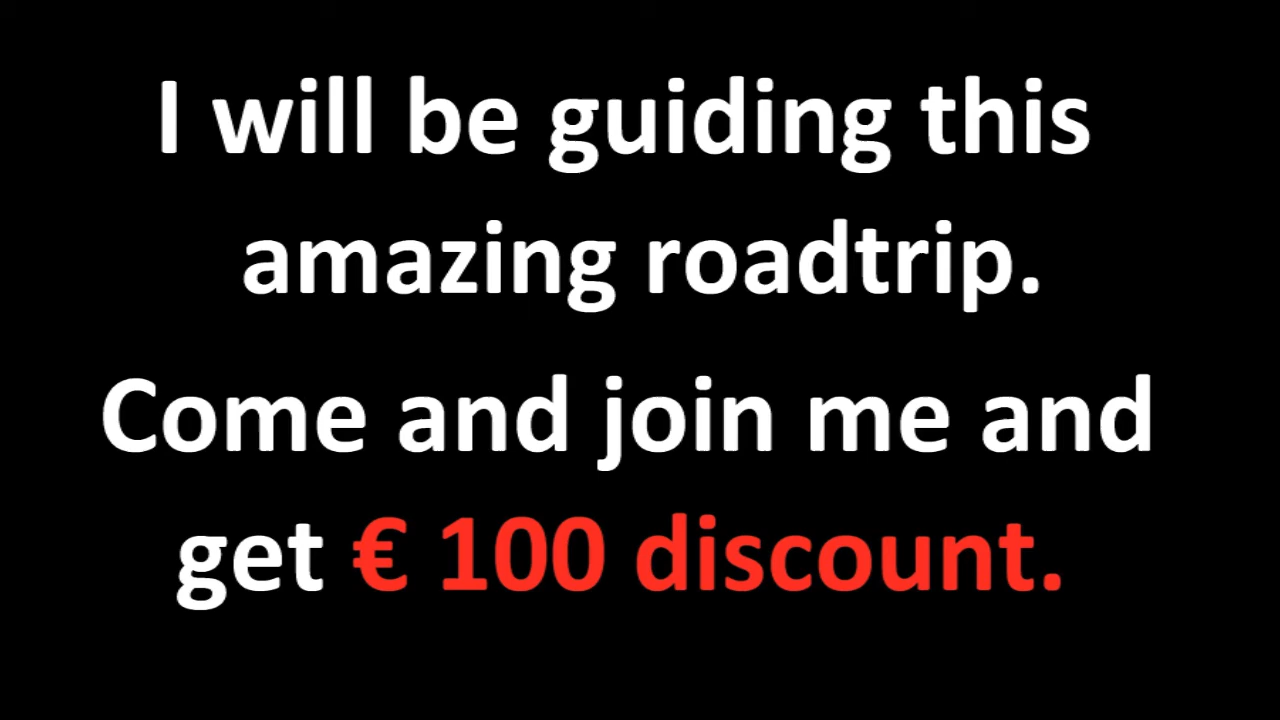 I will be guiding this
amazing roadtrip.
Come and join me and
get € 100 discount.